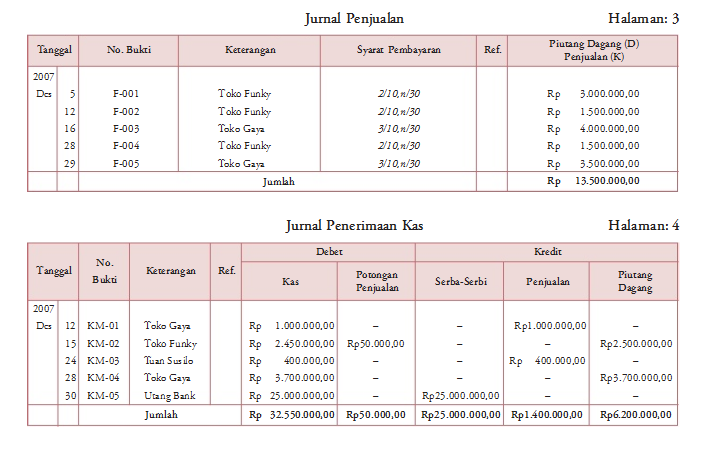 Jurnal Penjualan Halaman: 3
Tanggal No. Bukti Keterangan Syarat Pembayaran Ref. Piutang Dagang (D) Penjualan (K)
2007
Des 5 F-001 Toko Funky 2/10,n/30 Rp 3.000.000,00
12 F-002 Toko Funky 2/10,n/30 Rp 1.500.000,00
16 F-003 Toko Gaya 3/10,n/30 Rp 4.000.000,00
28 F-004 Toko Funky 2/10,n/30 Rp 1.500.000,00
29 F-005 Toko Gaya 3/10,n/30 Rp 3.500.000,00
Jumlah Rp 13.500.000,00
Jurnal Penerimaan Kas Halaman: 4
Tanggal No. Bukti Keterangan Ref. Debet Kredit
Kas Potongan Penjualan Serba-Serbi Penjualan Piutang Dagang
2007
Des 12 KM-01 Toko Gaya Rp 1.000.000,00 – – Rp1.000.000,00 –
15 KM-02 Toko Funky Rp 2.450.000,00 Rp50.000,00 – – Rp2.500.000,00
24 KM-03 Tuan Susilo Rp 400.000,00 – – Rp 400.000,00 –
28 KM-04 Toko Gaya Rp 3.700.000,00 – – – Rp3.700.000,00
30 KM-05 Utang Bank Rp 25.000.000,00 – Rp25.000.000,00 – –
Jumlah Rp 32.550.000,00 Rp50.000,00 Rp25.000.000,00 Rp1.400.000,00 Rp6.200.000,00